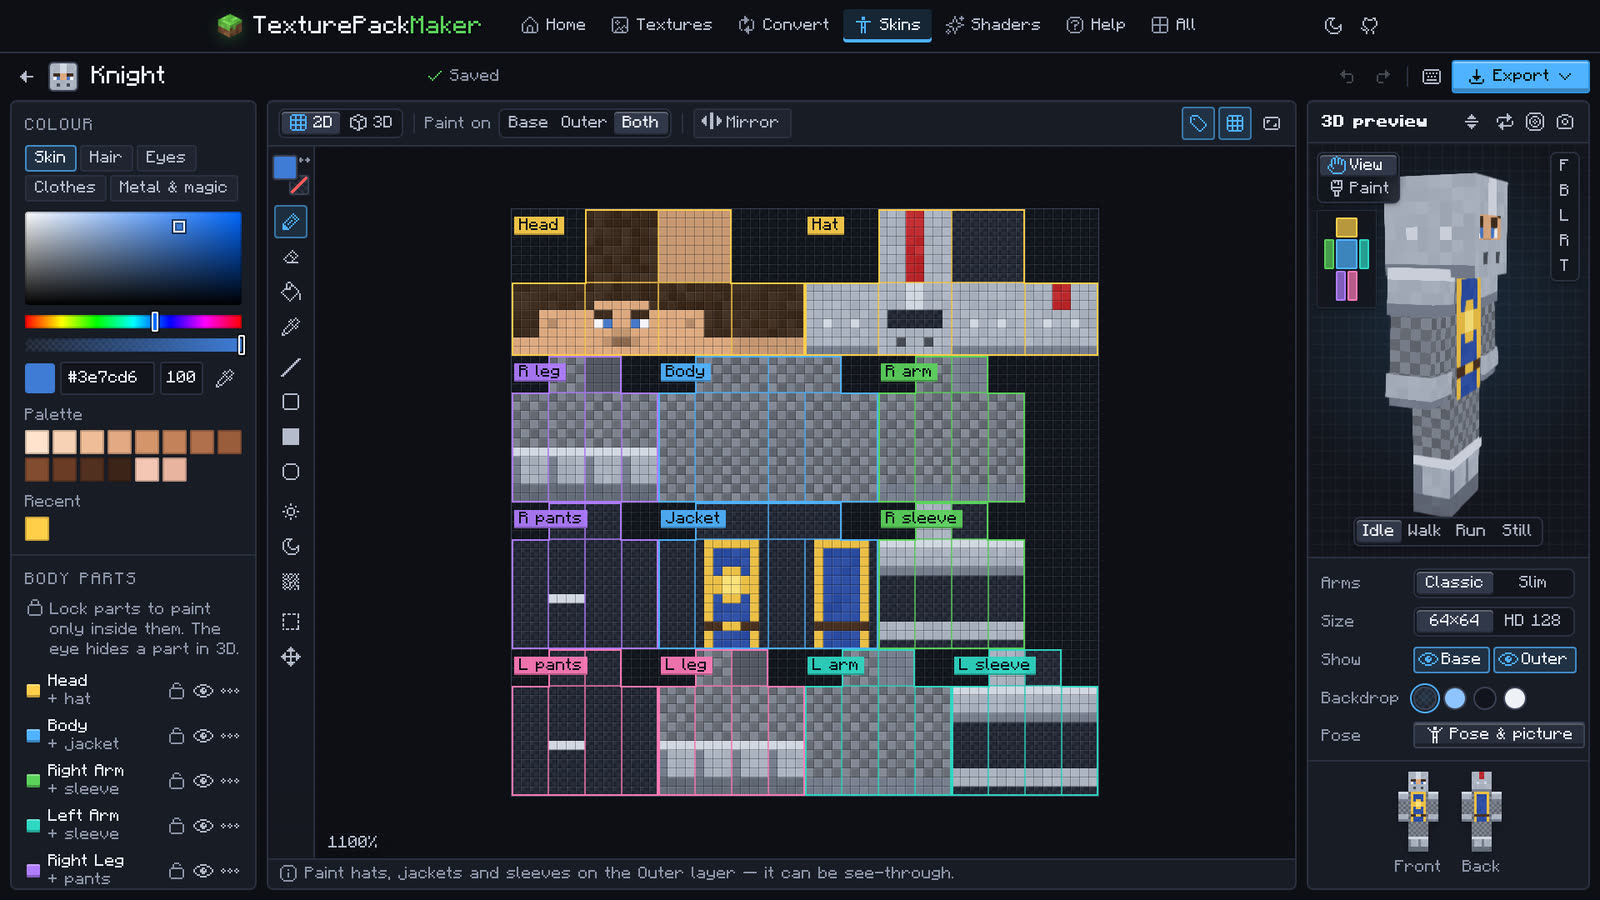 TexturePackMaker
Home
Textures
Convert
Skins
Shaders
Help
All
Knight
Saved
Export
COLOUR
Skin
Hair
Eyes
Clothes
Metal & magic
#3e7cd6
100
Palette
Recent
BODY PARTS
Lock parts to paint
only inside them. The
eye hides a part in 3D.
Head
+ hat
Body
+ jacket
Right Arm
+ sleeve
Left Arm
+ sleeve
Right Leg
+ pants
2D
3D
Paint on
Base
Outer
Both
Mirror
Head
Hat
R leg
Body
R arm
R pants
Jacket
R sleeve
L pants
L leg
L arm
L sleeve
1100%
Paint hats, jackets and sleeves on the Outer layer — it can be see-through.
3D preview
View
Paint
F
B
L
R
T
Idle
Walk
Run
Still
Arms
Classic
Slim
Size
64×64
HD 128
Show
Base
Outer
Backdrop
Pose
Pose & picture
Front
Back